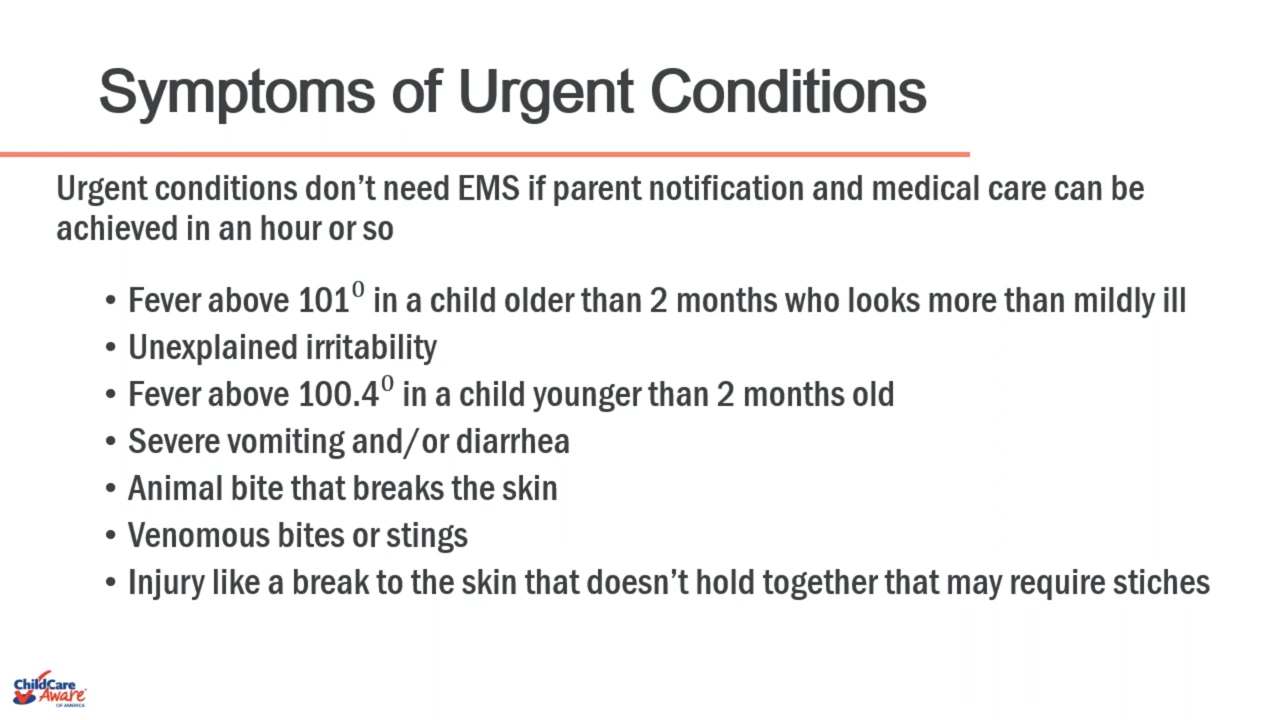 Symptoms of Urgent Conditions
Urgent conditions don’t need EMS if parent notification and medical care can be
achieved in an hour or so
• Fever above 101⁰ in a child older than 2 months who looks more than mildly ill
• Unexplained irritability
• Fever above 100.4⁰ in a child younger than 2 months old
• Severe vomiting and/or diarrhea
• Animal bite that breaks the skin
• Venomous bites or stings
• Injury like a break to the skin that doesn’t hold together that may require stiches
ChildCare
Aware
OF AMERICA